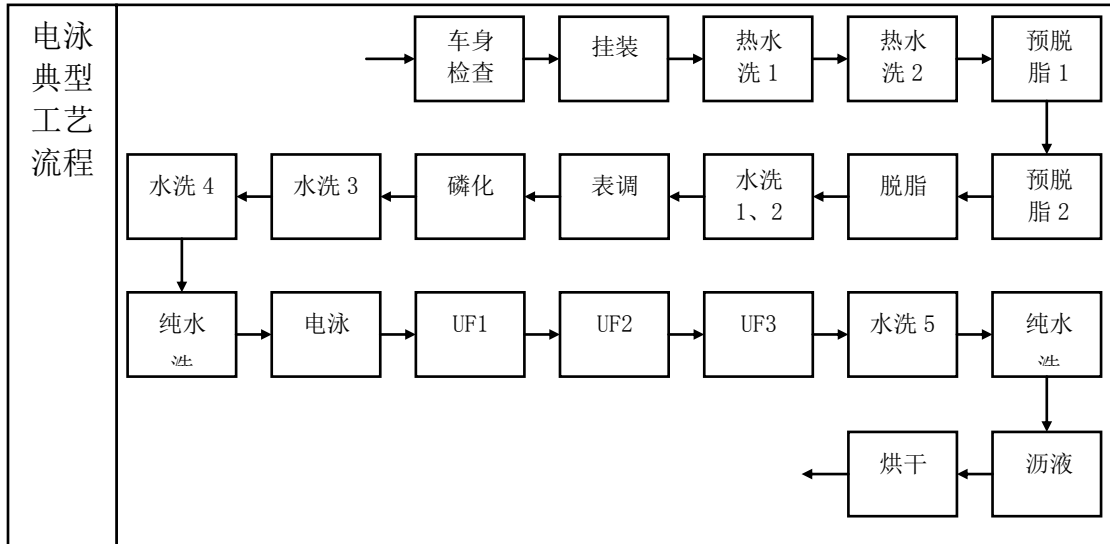 电泳
典型
工艺
流程
车身
检查
挂装
热水
洗 1
热水
洗 2
预脱
脂 1
预脱
脂 2
脱脂
水洗
1、2
表调
磷化
水洗 3
水洗 4
纯水
洗
电泳
UF1
UF2
UF3
水洗 5
纯水
洗
沥液
烘干